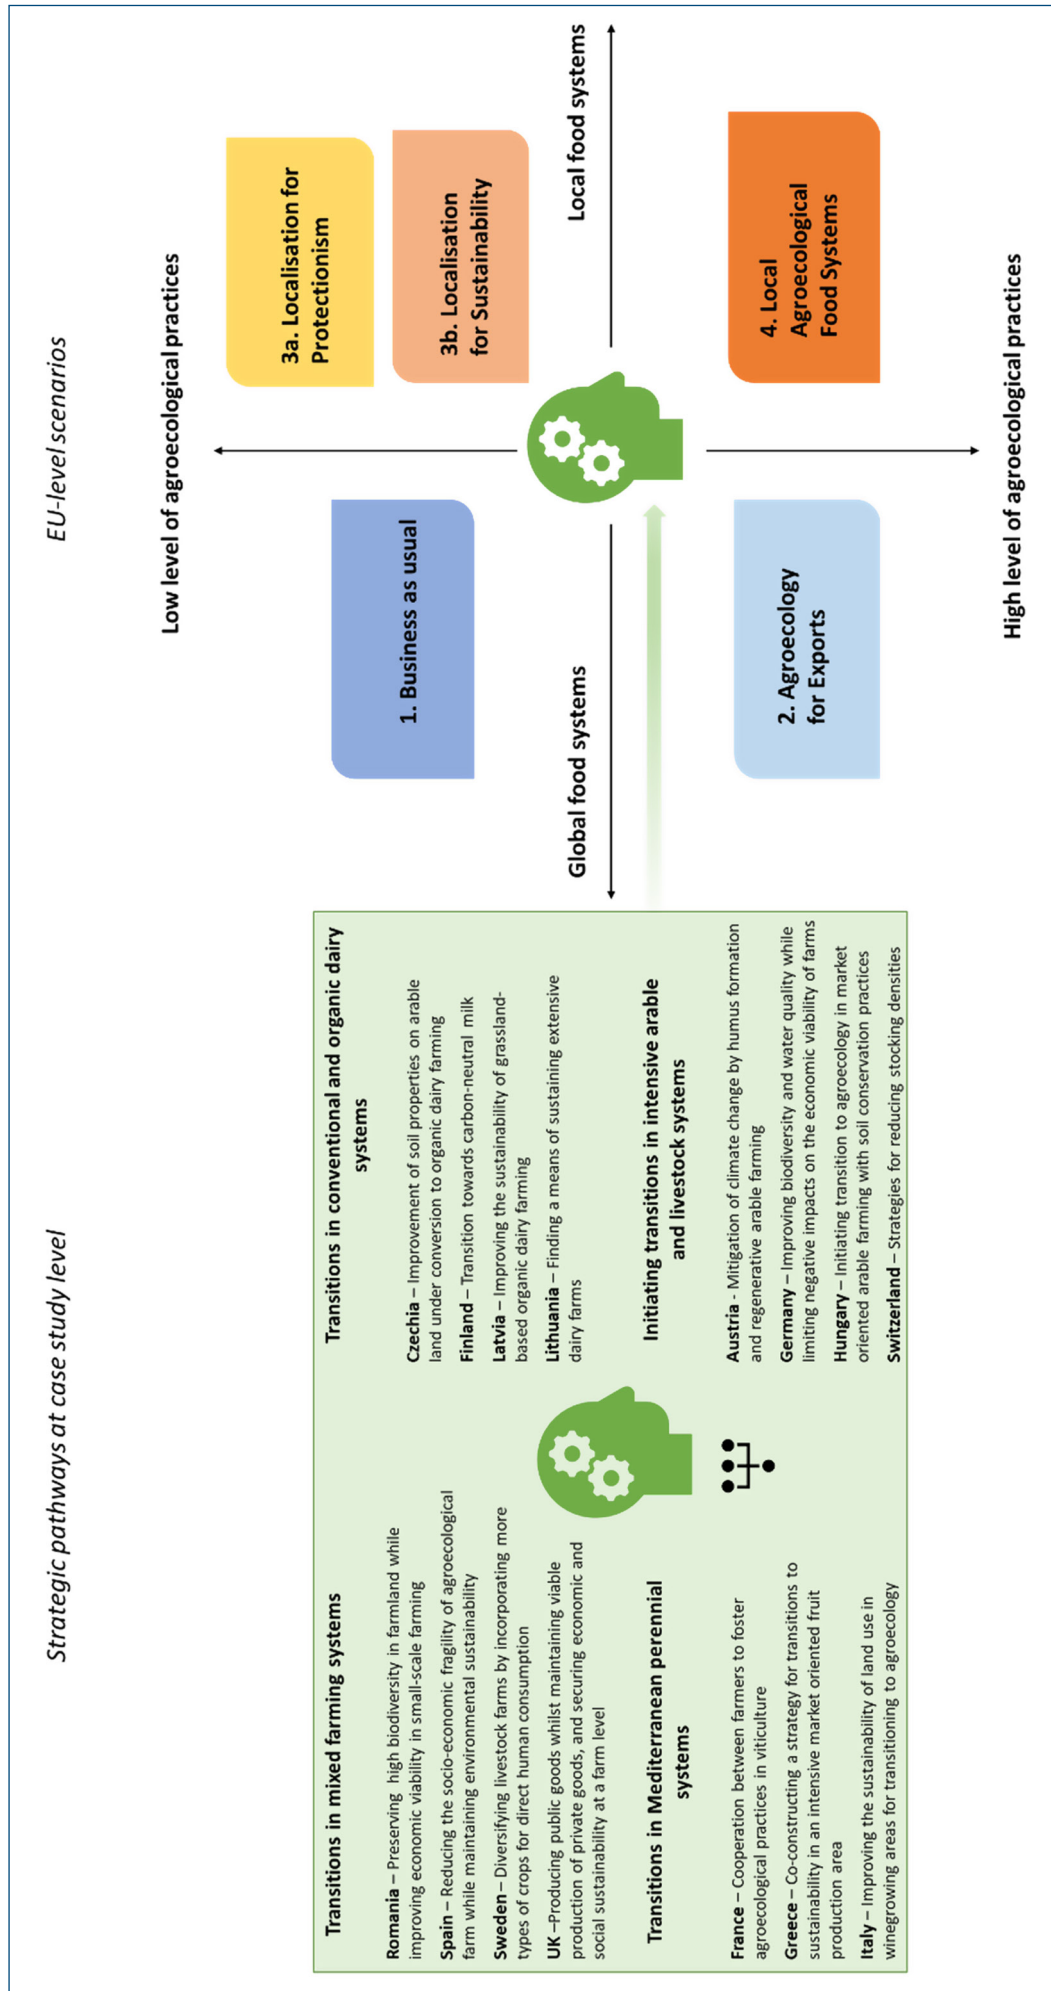 Strategic pathways at case study level
Transitions in mixed farming systems
Romania – Preserving high biodiversity in farmland while
improving economic viability in small-scale farming
Spain – Reducing the socio-economic fragility of agroecological
farm while maintaining environmental sustainability
Sweden – Diversifying livestock farms by incorporating more
types of crops for direct human consumption
UK –Producing public goods whilst maintaining viable
production of private goods, and securing economic and
social sustainability at a farm level
Transitions in conventional and organic dairy
systems
Czechia – Improvement of soil properties on arable
land under conversion to organic dairy farming
Finland – Transition towards carbon-neutral milk
Latvia – Improving the sustainability of grassland-
based organic dairy farming
Lithuania – Finding a means of sustaining extensive
dairy farms
Transitions in Mediterranean perennial
systems
France – Cooperation between farmers to foster
agroecological practices in viticulture
Greece – Co-constructing a strategy for transitions to
sustainability in an intensive market oriented fruit
production area
Italy – Improving the sustainability of land use in
winegrowing areas for transitioning to agroecology
Initiating transitions in intensive arable
and livestock systems
Austria - Mitigation of climate change by humus formation
and regenerative arable farming
Germany – Improving biodiversity and water quality while
limiting negative impacts on the economic viability of farms
Hungary – Initiating transition to agroecology in market
oriented arable farming with soil conservation practices
Switzerland – Strategies for reducing stocking densities
EU-level scenarios
Low level of agroecological practices
1. Business as usual
3a. Localisation for
Protectionism
3b. Localisation
for Sustainability
Global food systems
Local food systems
2. Agroecology
for Exports
4. Local
Agroecological
Food Systems
High level of agroecological practices